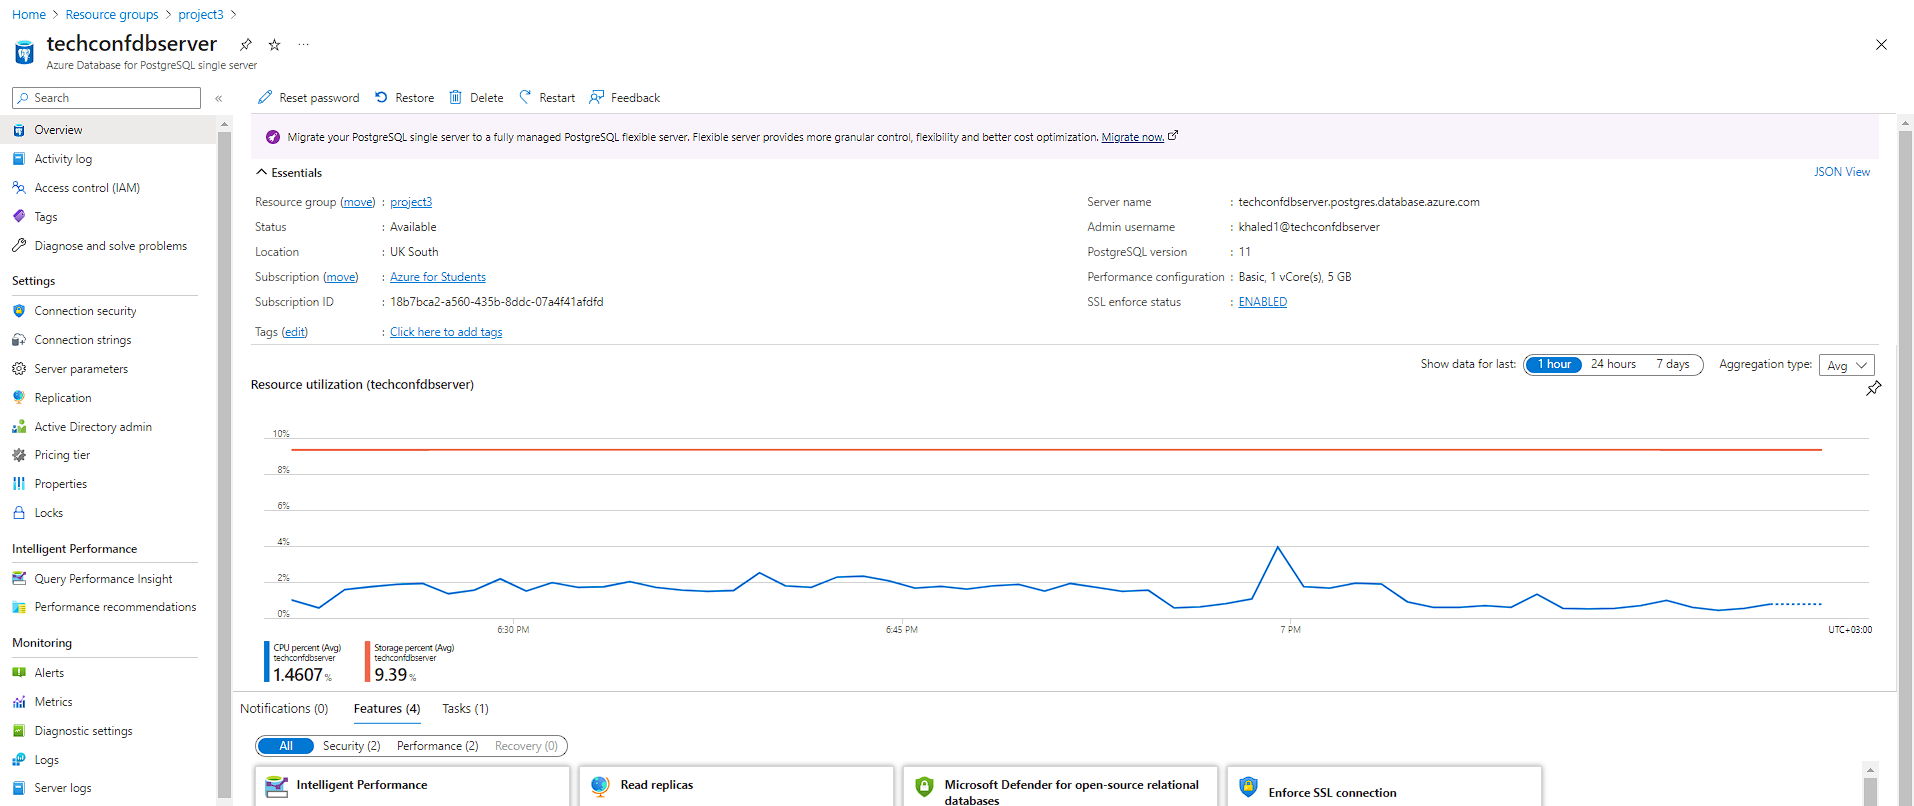 Home > Resource groups > project3 >
techconfdbserver
Azure Database for PostgreSQL single server
Search
«
Reset password
Restore
Delete
Restart
Feedback
Overview
Activity log
Access control (IAM)
Tags
Diagnose and solve problems
Settings
Connection security
Connection strings
Server parameters
Replication
Active Directory admin
Pricing tier
Properties
Locks
Intelligent Performance
Query Performance Insight
Performance recommendations
Monitoring
Alerts
Metrics
Diagnostic settings
Logs
Server logs
Migrate your PostgreSQL single server to a fully managed PostgreSQL flexible server. Flexible server provides more granular control, flexibility and better cost optimization. Migrate now.
Essentials
JSON View
Resource group (move) : project3
Status : Available
Location : UK South
Subscription (move) : Azure for Students
Subscription ID : 18b7bca2-a560-435b-8ddc-07a4f41afdfd
Tags (edit) : Click here to add tags
Server name : techconfdbserver.postgres.database.azure.com
Admin username : khaled1@techconfdbserver
PostgreSQL version : 11
Performance configuration : Basic, 1 vCore(s), 5 GB
SSL enforce status : ENABLED
Show data for last: 1 hour 24 hours 7 days Aggregation type: Avg
Resource utilization (techconfdbserver)
10%
8%
6%
4%
2%
0%
6:30 PM 6:45 PM 7 PM UTC+03:00
CPU percent (Avg)
techconfdbserver
1.4607 %
Storage percent (Avg)
techconfdbserver
9.39 %
Notifications (0) Features (4) Tasks (1)
All Security (2) Performance (2) Recovery (0)
Intelligent Performance
Read replicas
Microsoft Defender for open-source relational
databases
Enforce SSL connection